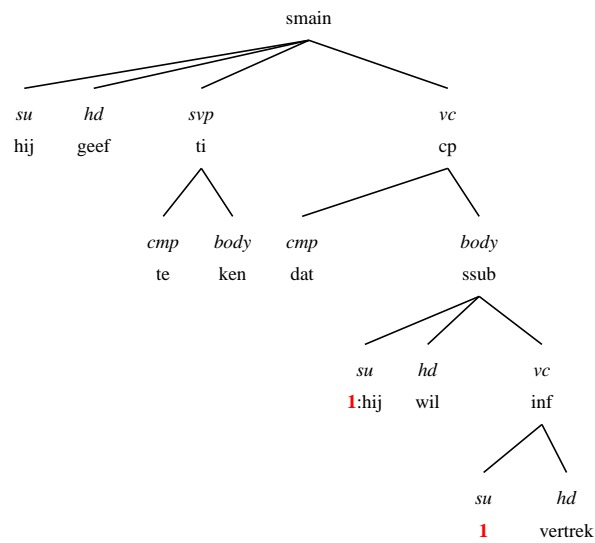 smain
su hd svp vc
hij geef ti cp
cmp body cmp body
te ken dat ssub
su hd vc
1:hij wil inf
su hd
1 vertrek